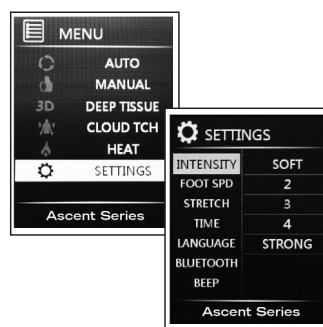 MENU
AUTO
MANUAL
3D DEEP TISSUE
CLOUD TCH
HEAT
SETTINGS
Ascent Series
SETTINGS
INTENSITY SOFT
FOOT SPD 2
STRETCH 3
TIME 4
LANGUAGE STRONG
BLUETOOTH
BEEP
Ascent Series